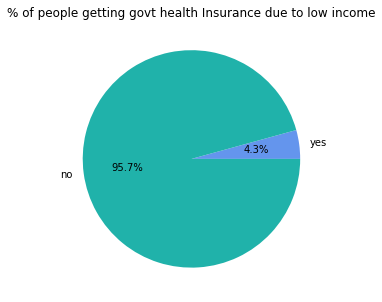 % of people getting govt health Insurance due to low income
yes
4.3%
95.7%
no